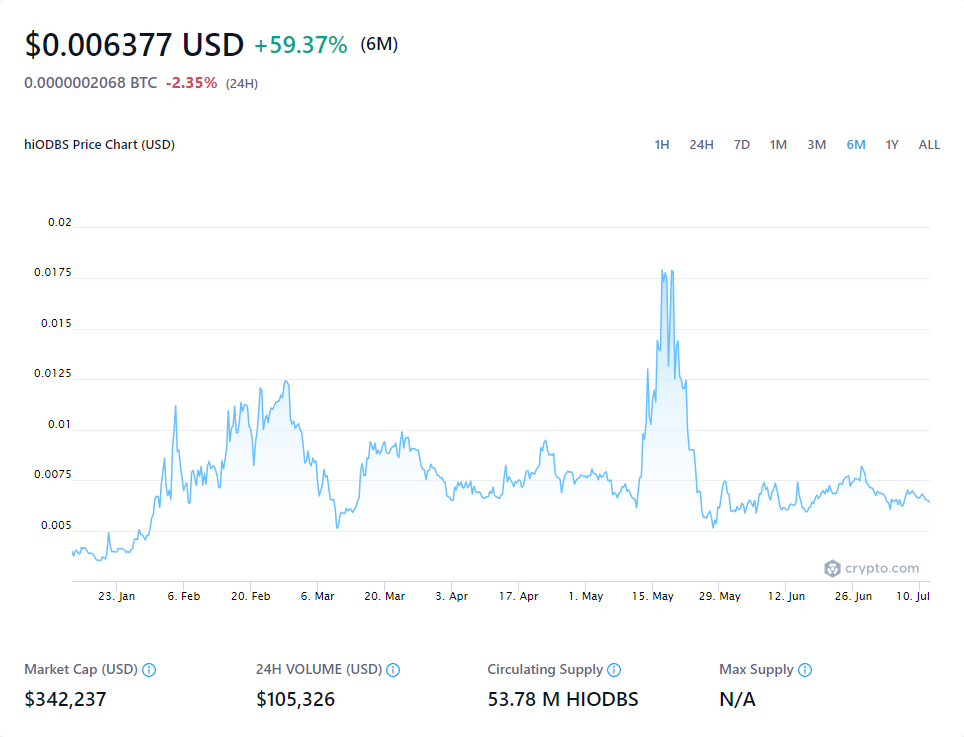 $0.006377 USD +59.37% (6M)
0.0000002068 BTC -2.35% (24H)
hiODBS Price Chart (USD) 1H 24H 7D 1M 3M 6M 1Y ALL
0.02
0.0175
0.015
0.0125
0.01
0.0075
0.005
crypto.com
23. Jan 6. Feb 20. Feb 6. Mar 20. Mar 3. Apr 17. Apr 1. May 15. May 29. May 12. Jun 26. Jun 10. Jul
Market Cap (USD) 24H VOLUME (USD) Circulating Supply Max Supply
$342,237 $105,326 53.78 M HIODBS N/A